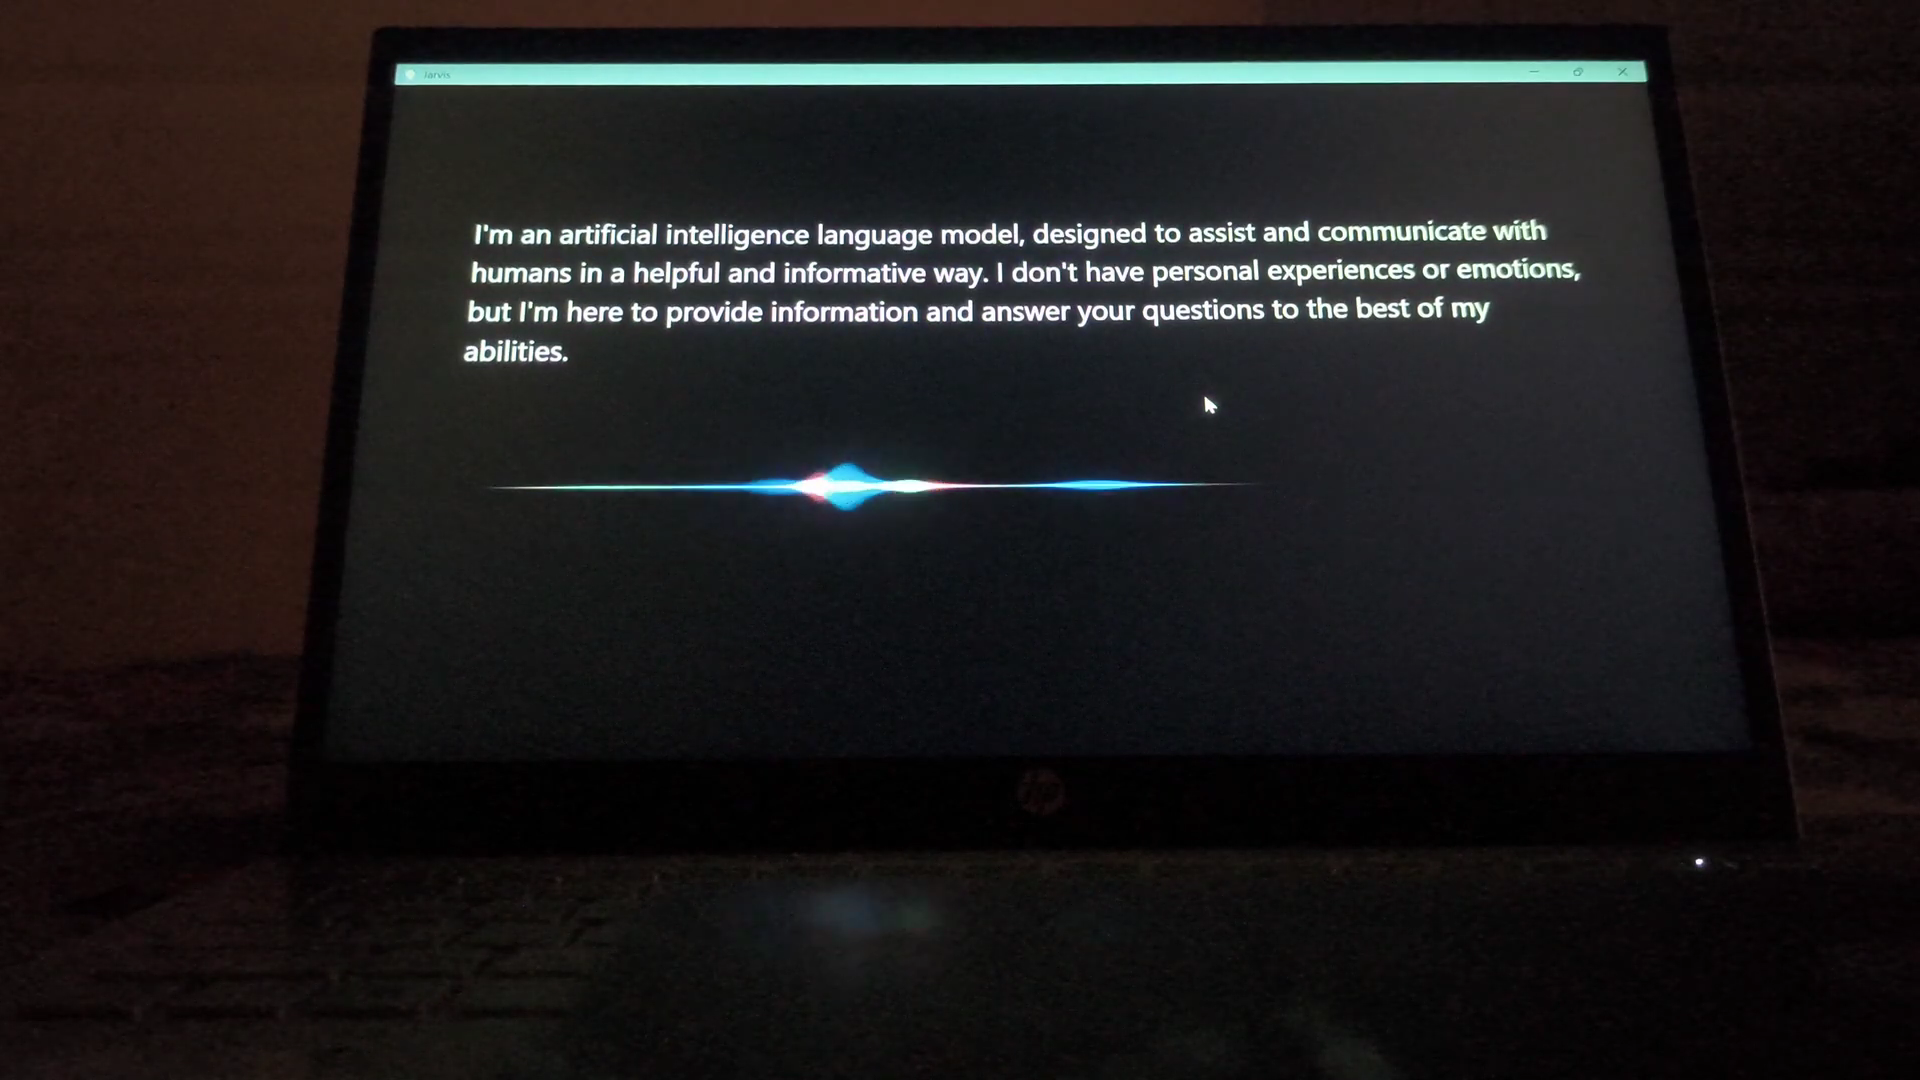 Jarvis
I'm an artificial intelligence language model, designed to assist and communicate with
humans in a helpful and informative way. I don't have personal experiences or emotions,
but I'm here to provide information and answer your questions to the best of my
abilities.
hp